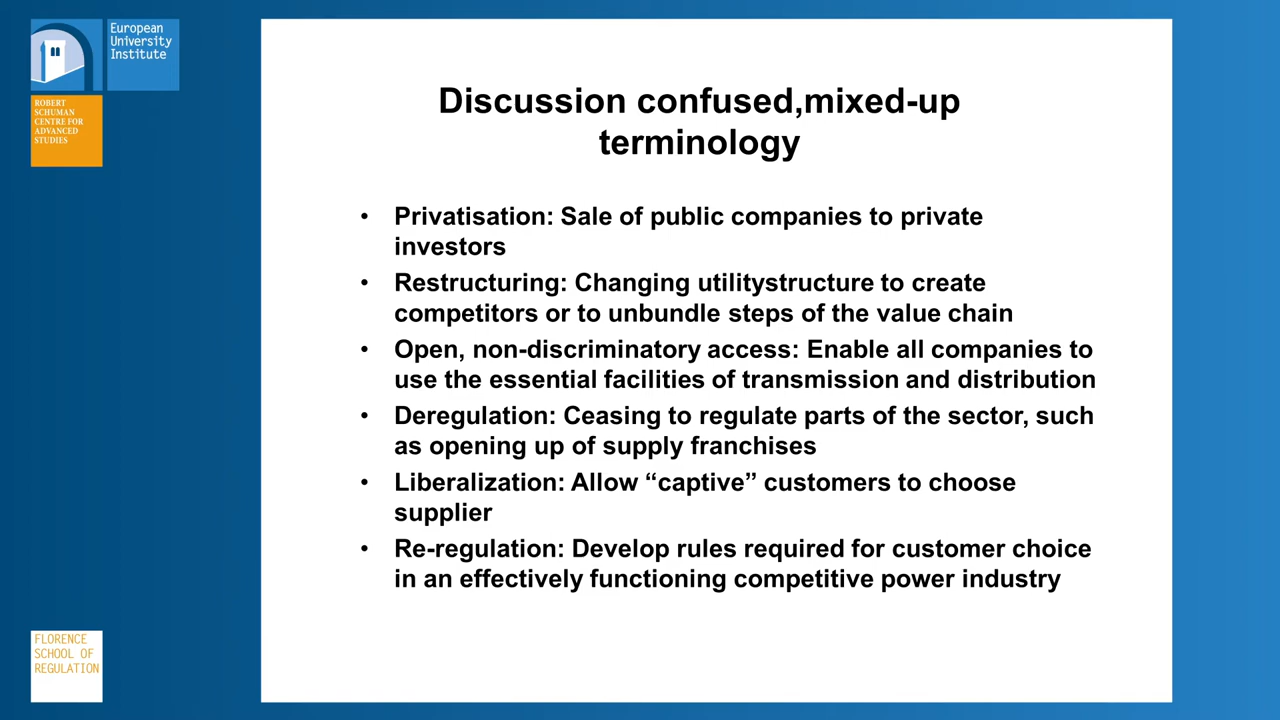 European
University
Institute
ROBERT
SCHUMAN
CENTRE FOR
ADVANCED
STUDIES
Discussion confused,mixed-up
terminology
• Privatisation: Sale of public companies to private
investors
• Restructuring: Changing utilitystructure to create
competitors or to unbundle steps of the value chain
• Open, non-discriminatory access: Enable all companies to
use the essential facilities of transmission and distribution
• Deregulation: Ceasing to regulate parts of the sector, such
as opening up of supply franchises
• Liberalization: Allow “captive” customers to choose
supplier
• Re-regulation: Develop rules required for customer choice
in an effectively functioning competitive power industry
FLORENCE
SCHOOL OF
REGULATION